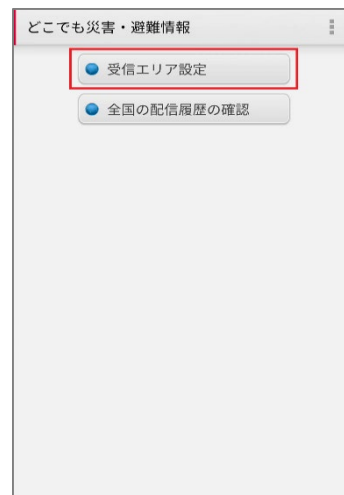 どこでも災害・避難情報
受信エリア設定
全国の配信履歴の確認